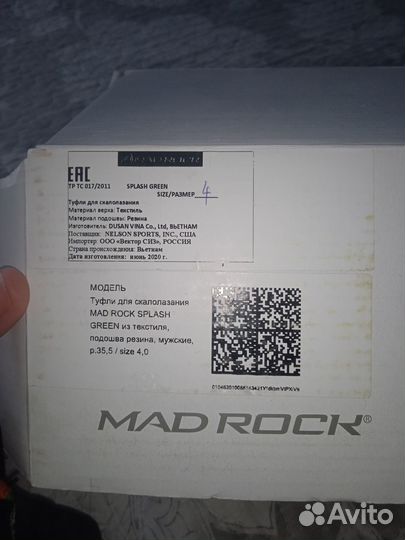 EAC
ТР ТС 017/2011 SPLASH GREEN
SIZE/РАЗМЕР 4
Туфли для скалолазания
Материал верха: Текстиль
Материал подошвы: Резина
Изготовитель: DUSAN VINA Co., Ltd, ВЬЕТНАМ
Поставщик: NELSON SPORTS, INC., США
Импортер: ООО «Вектор СИЗ», РОССИЯ
Страна происхождения: Вьетнам
Дата изготовления: июнь 2020 г.
МОДЕЛЬ
Туфли для скалолазания
MAD ROCK SPLASH
GREEN из текстиля,
подошва резина, мужские,
р.35,5 / size 4,0
MAD ROCK®
Avito